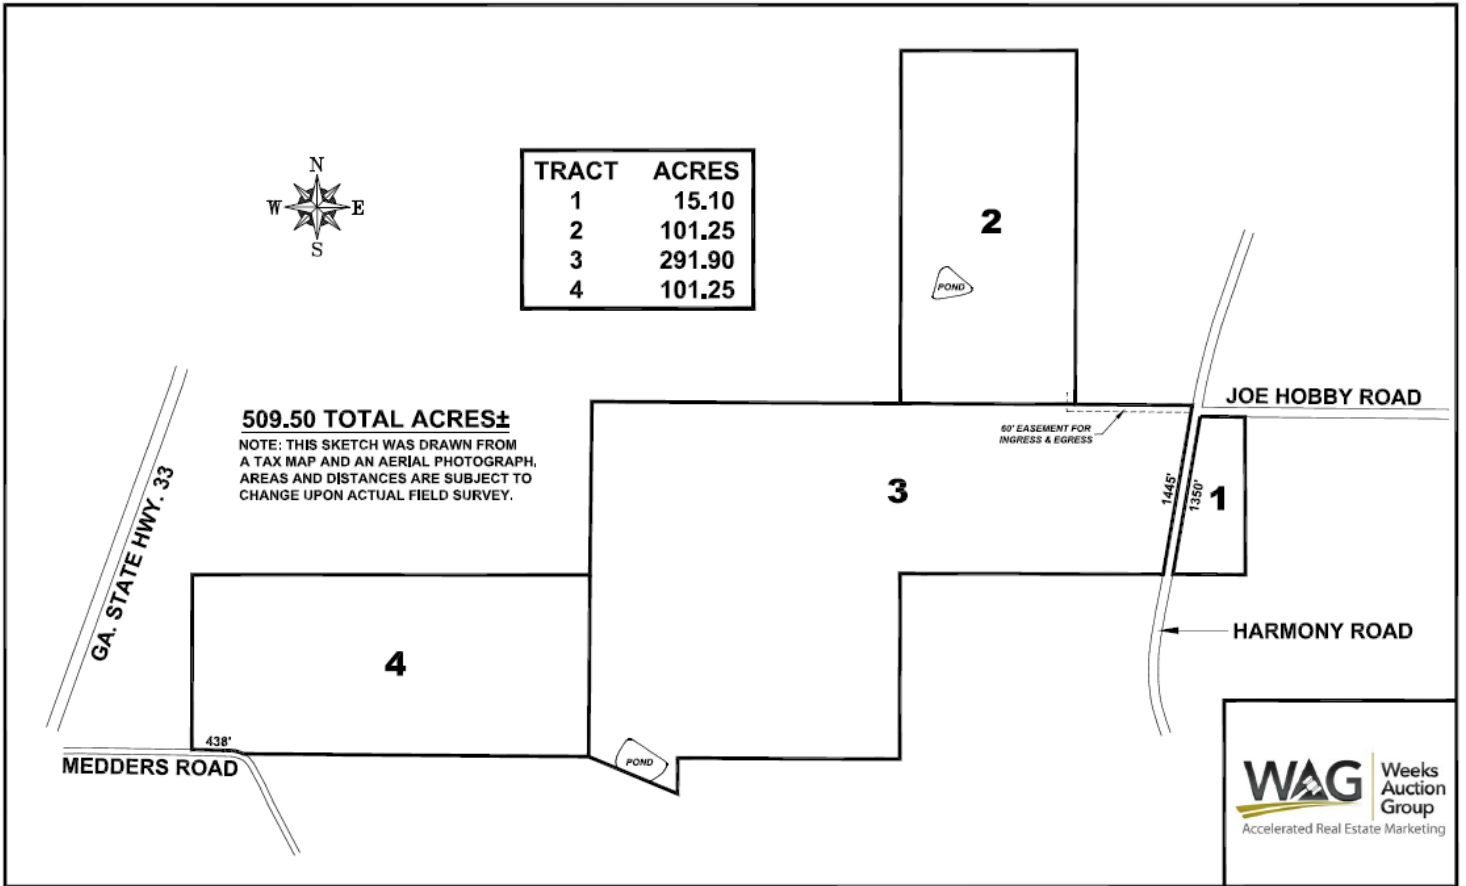 N
W E
S
TRACT ACRES
1 15.10
2 101.25
3 291.90
4 101.25
2
POND
JOE HOBBY ROAD
509.50 TOTAL ACRES±
NOTE: THIS SKETCH WAS DRAWN FROM
A TAX MAP AND AN AERIAL PHOTOGRAPH,
AREAS AND DISTANCES ARE SUBJECT TO
CHANGE UPON ACTUAL FIELD SURVEY.
60' EASEMENT FOR
INGRESS & EGRESS
GA. STATE HWY. 33
3
1445'
1350'
1
HARMONY ROAD
4
438'
MEDDERS ROAD
POND
WAG
Weeks
Auction
Group
Accelerated Real Estate Marketing